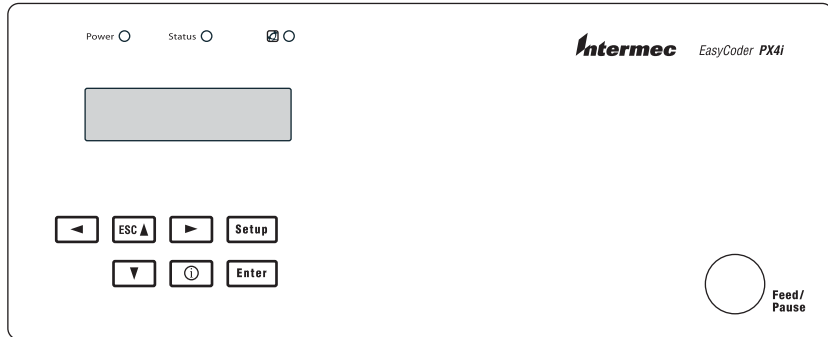 Power Status
Intermec EasyCoder PX4i
ESC Setup
i Enter
Feed/
Pause